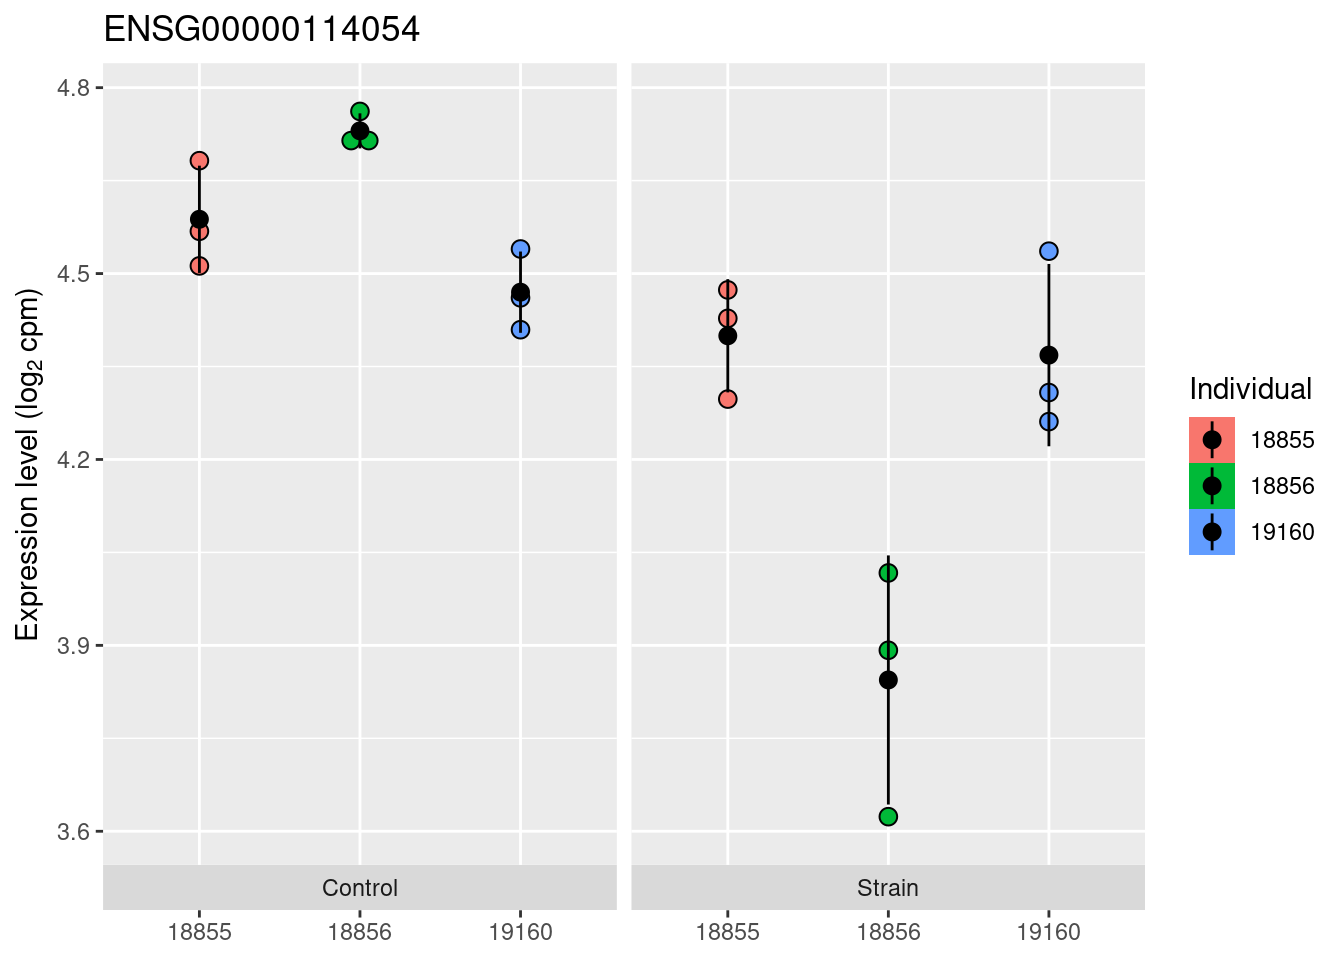 ENSG00000114054
Expression level (log₂ cpm)
4.8
4.5
4.2
3.9
3.6
Control
Strain
18855
18856
19160
18855
18856
19160
Individual
18855
18856
19160